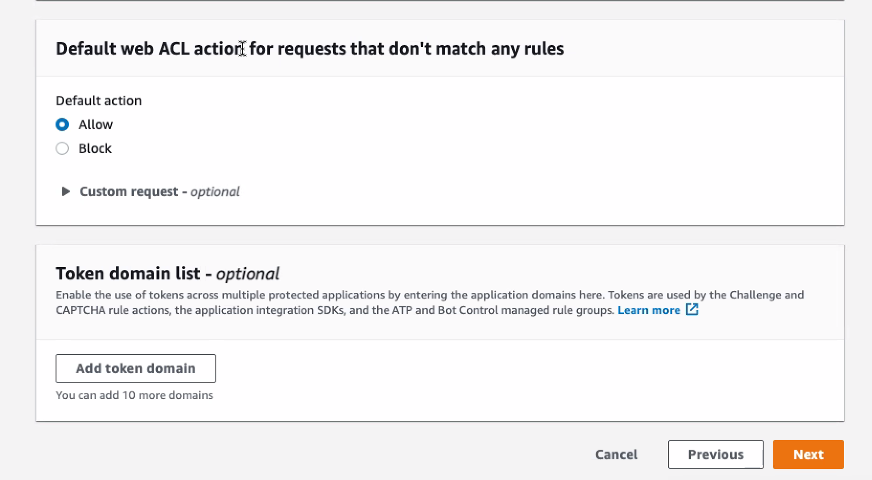 Default web ACL action for requests that don't match any rules
Default action
Allow
Block
Custom request - optional
Token domain list - optional
Enable the use of tokens across multiple protected applications by entering the application domains here. Tokens are used by the Challenge and
CAPTCHA rule actions, the application integration SDKs, and the ATP and Bot Control managed rule groups. Learn more
Add token domain
You can add 10 more domains
Cancel
Previous
Next